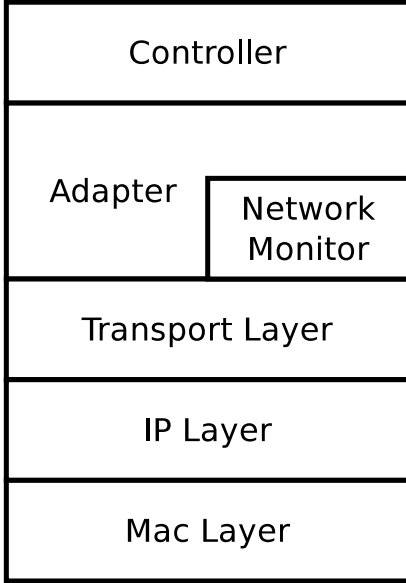 Controller
Adapter
Network
Monitor
Transport Layer
IP Layer
Mac Layer